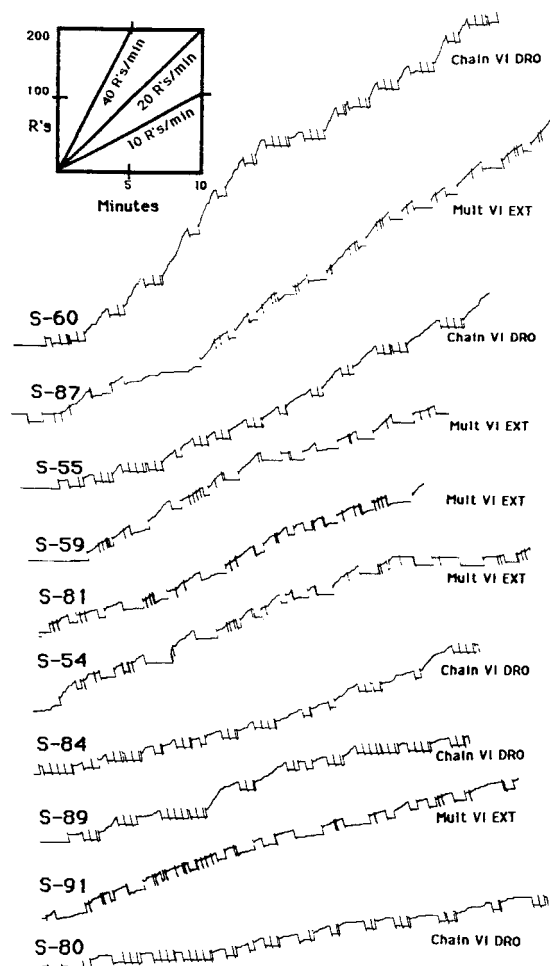 200
100
R's
40 R's/min
20 R's/min
10 R's/min
5
10
Minutes
Chain VI DRO
S-60
Mult VI EXT
S-87
Chain VI DRO
S-55
Mult VI EXT
S-59
Mult VI EXT
S-81
Mult VI EXT
S-54
Chain VI DRO
S-84
Chain VI DRO
S-89
Mult VI EXT
S-91
Chain VI DRO
S-80